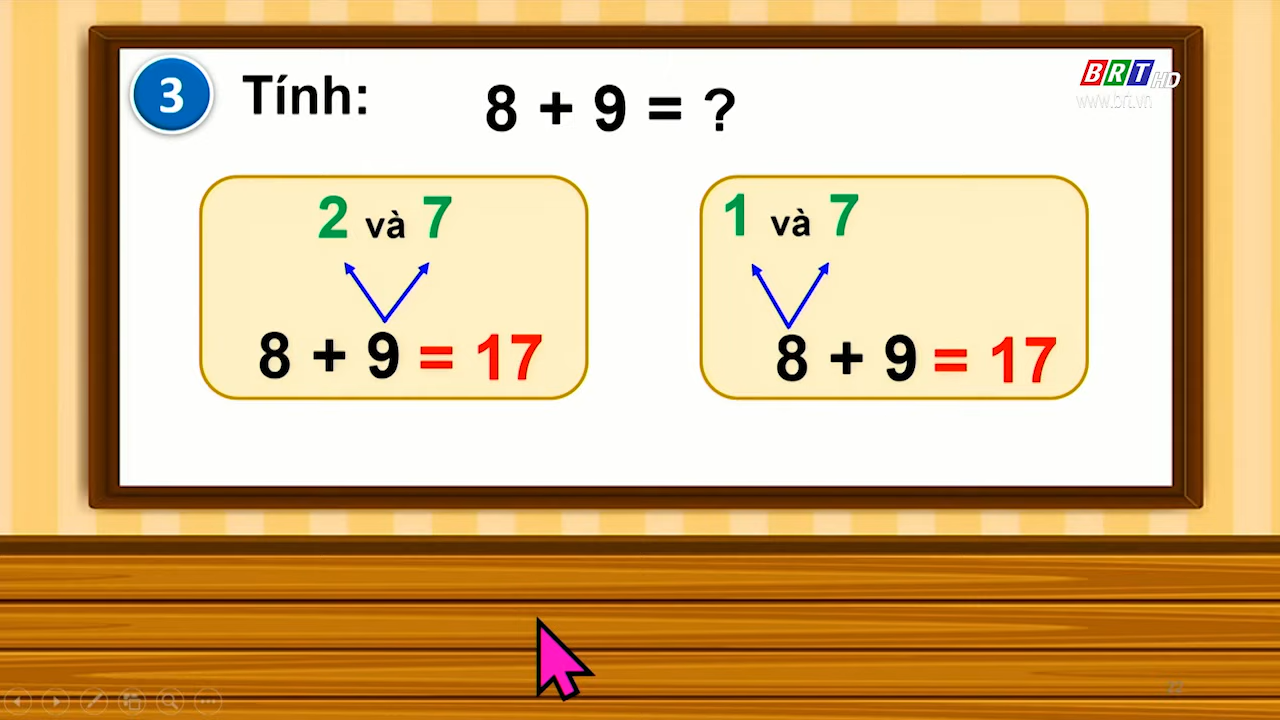 3 Tính: 8 + 9 = ?
BRT HD
www.brt.vn
2 và 7
8 + 9 = 17
1 và 7
8 + 9 = 17